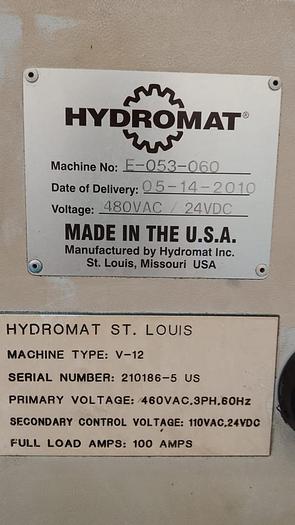 HYDROMAT®
Machine No: E-053-060
Date of Delivery: 05-14-2010
Voltage: 480VAC / 24VDC
MADE IN THE U.S.A.
Manufactured by Hydromat Inc.
St. Louis, Missouri USA
HYDROMAT ST. LOUIS
MACHINE TYPE: V-12
SERIAL NUMBER: 210186-5 US
PRIMARY VOLTAGE: 460VAC.3PH.60Hz
SECONDARY CONTROL VOLTAGE: 110VAC,24VDC
FULL LOAD AMPS: 100 AMPS